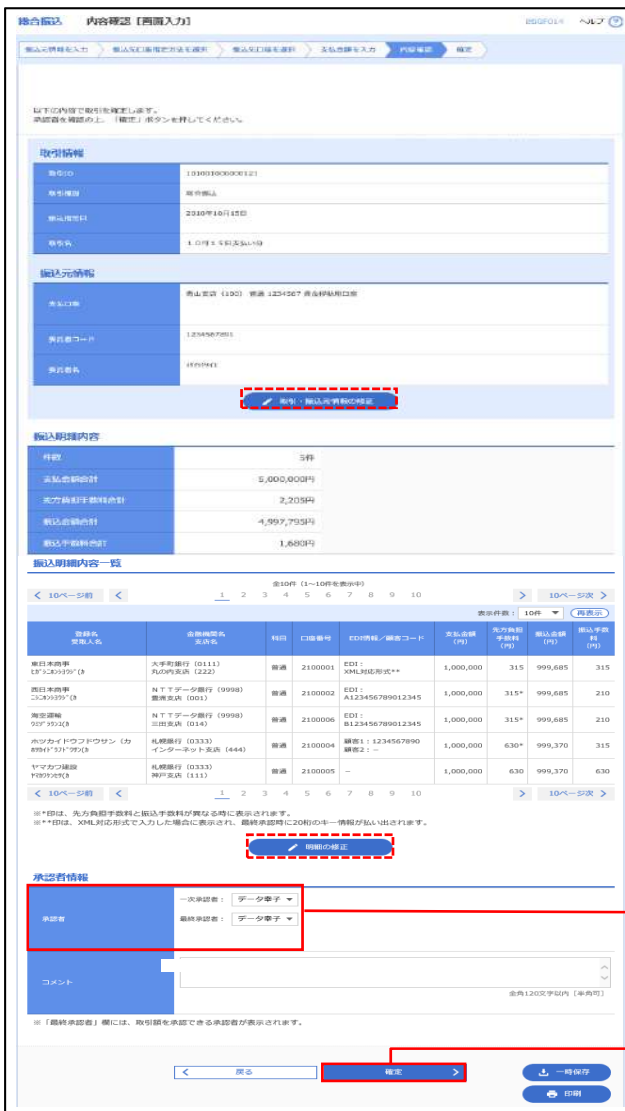 総合振込 内容確認［画面入力］ BSGF014 ヘルプ ?
振込元情報を入力 振込先口座指定方法を選択 振込先口座を選択 支払金額を入力 内容確認 確定
以下の内容で取引を確定します。
承認者を確認の上、「確定」ボタンを押してください。
取引情報
取引ID
取引種別 総合振込
振込指定日 2010年10月15日
取引名 １０月１５日支払い分
振込元情報
支払口座 青山支店（100） 普通 1234567 資金移動用口座
委託者コード 1234567891
委託者名
取引・振込元情報の修正
振込明細内容
件数 5件
支払金額合計 5,000,000円
先方負担手数料合計 2,205円
振込金額合計 4,997,795円
振込手数料合計 1,680円
振込明細内容一覧
全10件（1～10件を表示中）
< 10ページ前 < 1 2 3 4 5 6 7 8 9 10 > 10ページ次 >
表示件数： 10件 ▼ 再表示
登録名 受取人名 金融機関名 支店名 科目 口座番号 EDI情報／顧客コード 支払金額 (円) 先方負担 手数料 (円) 振込金額 (円) 振込手数 料 (円)
東日本商事 大手町銀行（0111） 普通 2100001 EDI： 1,000,000 315 999,685 315
丸の内支店（222） XML対応形式**
西日本商事 ＮＴＴデータ銀行（9998） 普通 2100002 EDI： 1,000,000 315* 999,685 210
豊洲支店（001） A123456789012345
海空運輸 ＮＴＴデータ銀行（9998） 普通 2100006 EDI： 1,000,000 315* 999,685 210
三田支店（014） B123456789012345
ホツカイドウフドウサン（カ 札幌銀行（0333） 普通 2100004 顧客1：1234567890 1,000,000 630* 999,370 315
インターネット支店（444） 顧客2：－
ヤマカワ建設 札幌銀行（0333） 普通 2100005 － 1,000,000 630 999,370 630
神戸支店（111）
< 10ページ前 < 1 2 3 4 5 6 7 8 9 10 > 10ページ次 >
※*印は、先方負担手数料と振込手数料が異なる時に表示されます。
※**印は、XML対応形式で入力した場合に表示され、最終承認時に20桁のキー情報が払い出されます。
明細の修正
承認者情報
承認者 一次承認者： データ幸子 ▼
最終承認者： データ幸子 ▼
コメント
全角120文字以内［半角可］
※「最終承認者」欄には、取引額を承認できる承認者が表示されます。
< 戻る 確定 > 一時保存
印刷